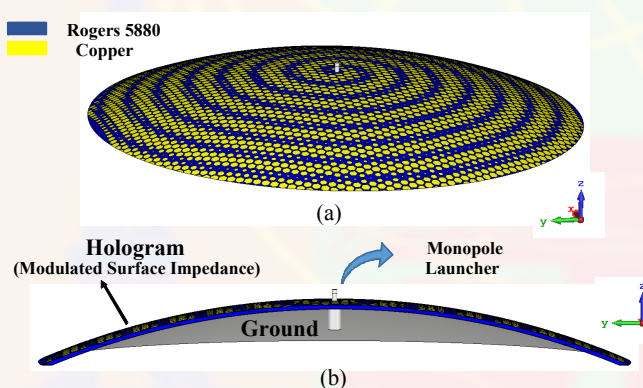 Rogers 5880
Copper
z
x
y
(a)
Hologram
(Modulated Surface Impedance)
Monopole
Launcher
Ground
z
y
(b)